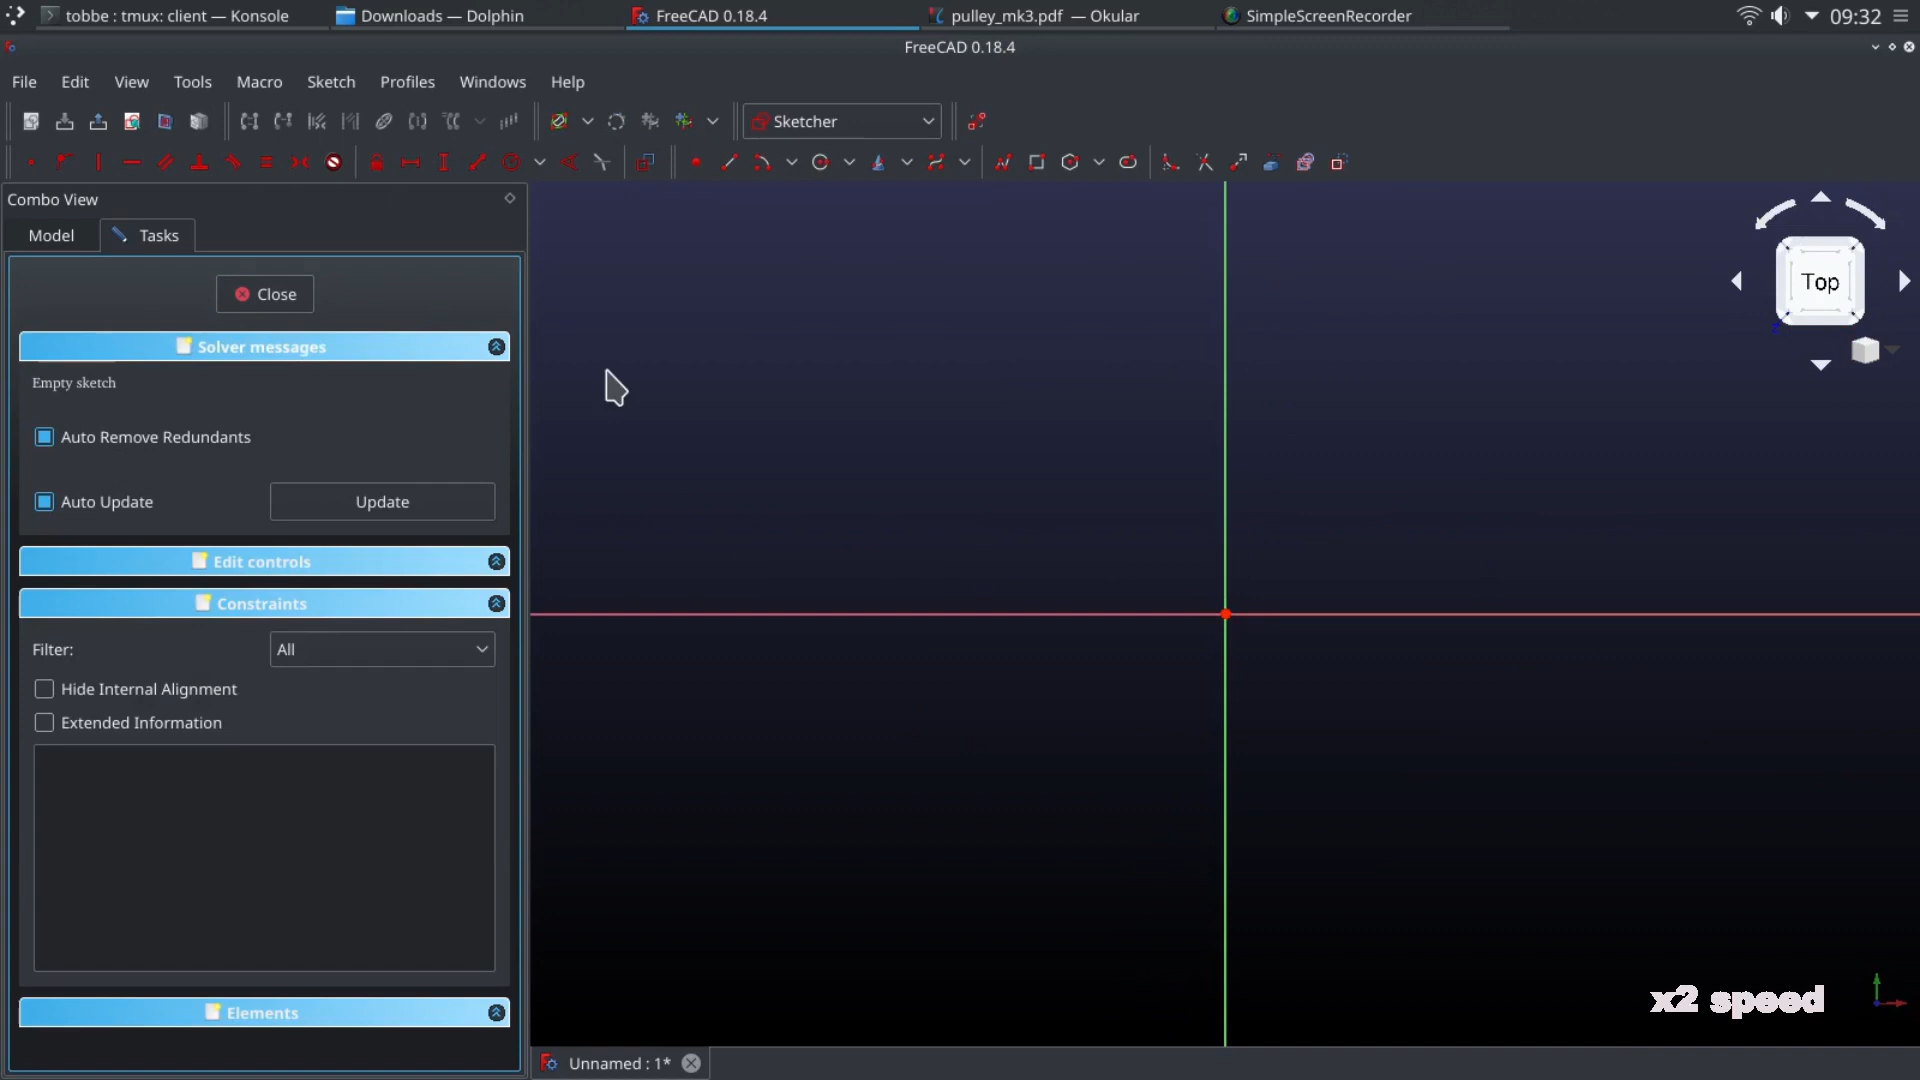 tobbe : tmux: client — Konsole
Downloads — Dolphin
FreeCAD 0.18.4
pulley_mk3.pdf — Okular
SimpleScreenRecorder
09:32
FreeCAD 0.18.4
File Edit View Tools Macro Sketch Profiles Windows Help
Sketcher
Combo View
Model
Tasks
Close
Solver messages
Empty sketch
Auto Remove Redundants
Auto Update
Update
Edit controls
Constraints
Filter:
All
Hide Internal Alignment
Extended Information
Elements
Top
x2 speed
Unnamed : 1*